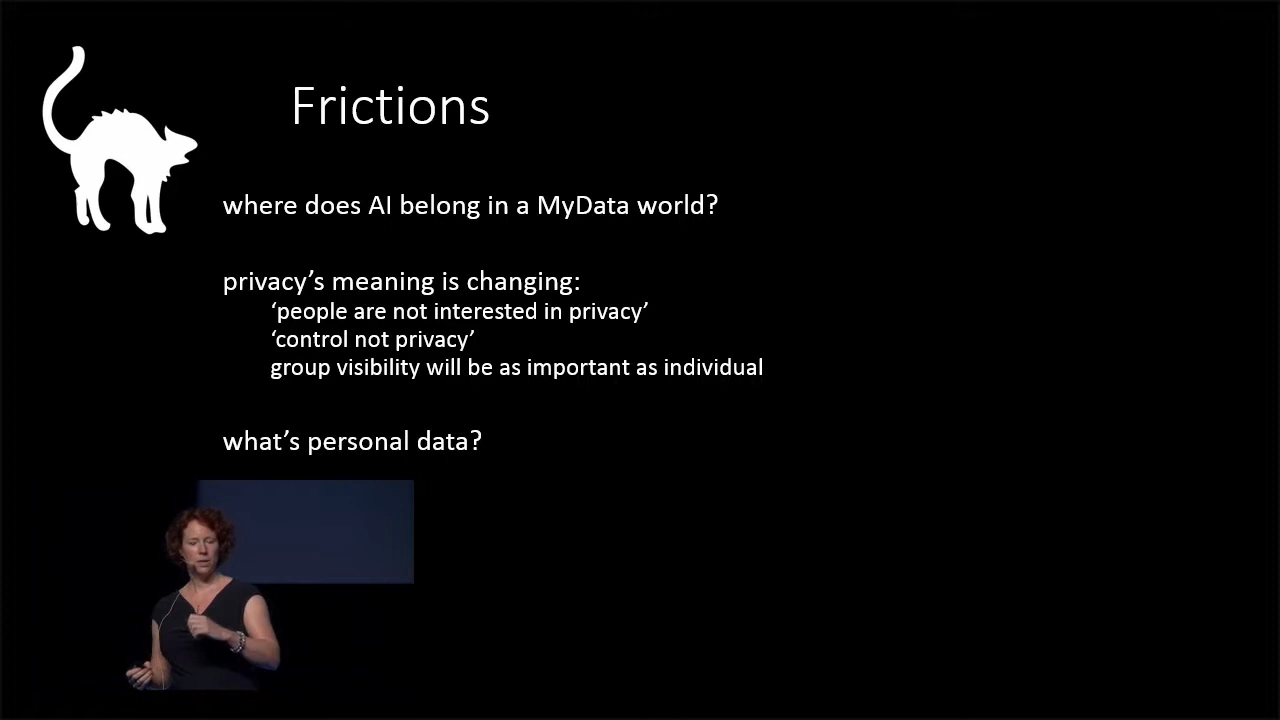 Frictions
where does AI belong in a MyData world?
privacy’s meaning is changing:
‘people are not interested in privacy’
‘control not privacy’
group visibility will be as important as individual
what’s personal data?